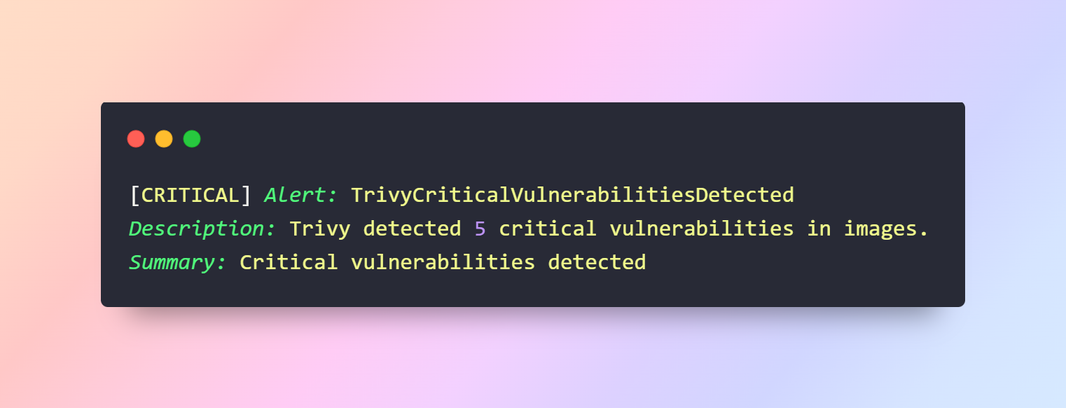 [CRITICAL] Alert: TrivyCriticalVulnerabilitiesDetected
Description: Trivy detected 5 critical vulnerabilities in images.
Summary: Critical vulnerabilities detected